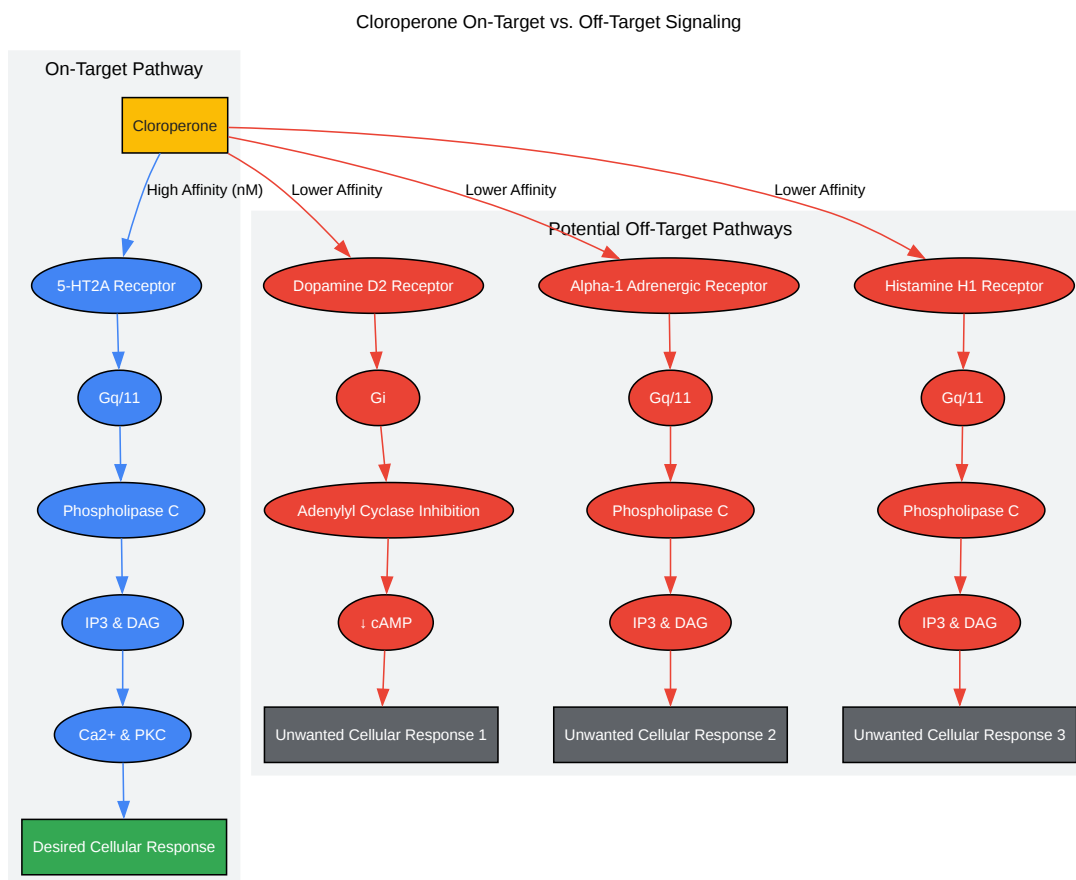 Cloroperone On-Target vs. Off-Target Signaling
On-Target Pathway
Cloroperone
High Affinity (nM)
Lower Affinity
Lower Affinity
Lower Affinity
Potential Off-Target Pathways
5-HT2A Receptor
Dopamine D2 Receptor
Alpha-1 Adrenergic Receptor
Histamine H1 Receptor
Gq/11
Gi
Gq/11
Gq/11
Phospholipase C
Adenylyl Cyclase Inhibition
Phospholipase C
Phospholipase C
IP3 & DAG
↓ cAMP
IP3 & DAG
IP3 & DAG
Ca2+ & PKC
Unwanted Cellular Response 1
Unwanted Cellular Response 2
Unwanted Cellular Response 3
Desired Cellular Response